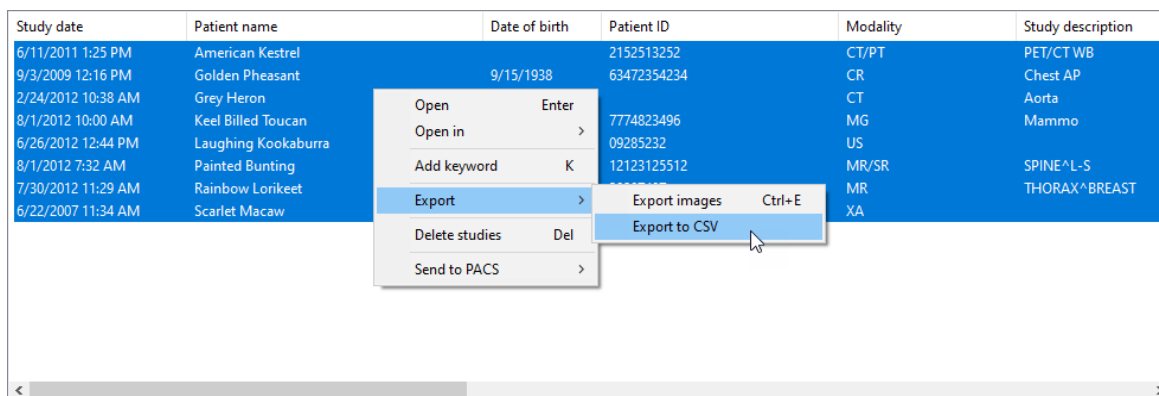 Study date Patient name Date of birth Patient ID Modality Study description
6/11/2011 1:25 PM American Kestrel 2152513252 CT/PT PET/CT WB
9/3/2009 12:16 PM Golden Pheasant 9/15/1938 63472354234 CR Chest AP
2/24/2012 10:38 AM Grey Heron CT Aorta
8/1/2012 10:00 AM Keel Billed Toucan 7774823496 MG Mammo
6/26/2012 12:44 PM Laughing Kookaburra 09285232 US
8/1/2012 7:32 AM Painted Bunting 12123125512 MR/SR SPINE^L-S
7/30/2012 11:29 AM Rainbow Lorikeet MR THORAX^BREAST
6/22/2007 11:34 AM Scarlet Macaw XA
Open Enter
Open in
Add keyword K
Export
Delete studies Del
Send to PACS
Export images Ctrl+E
Export to CSV